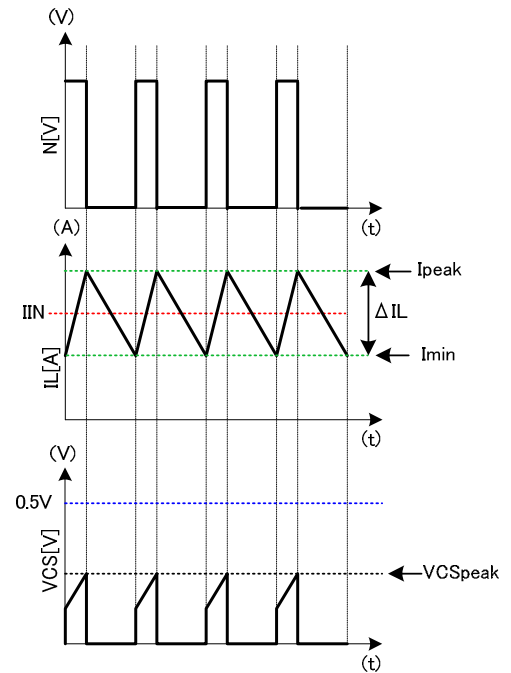 (V)
N[V]
(t)
(A)
Ipeak
IIN
ΔIL
Imin
IL[A]
(t)
(V)
0.5V
VCS[V]
VCSpeak
(t)